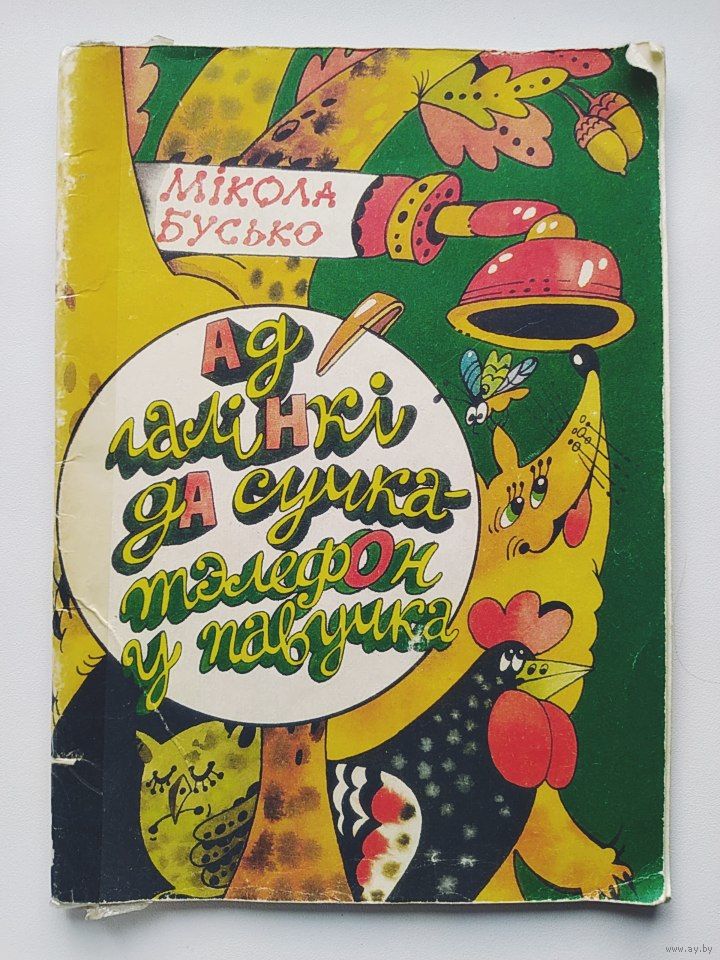 Мікола
Бусько
Ад
галінкі
да сучка-
тэлефон
у павучка
www.ay.by